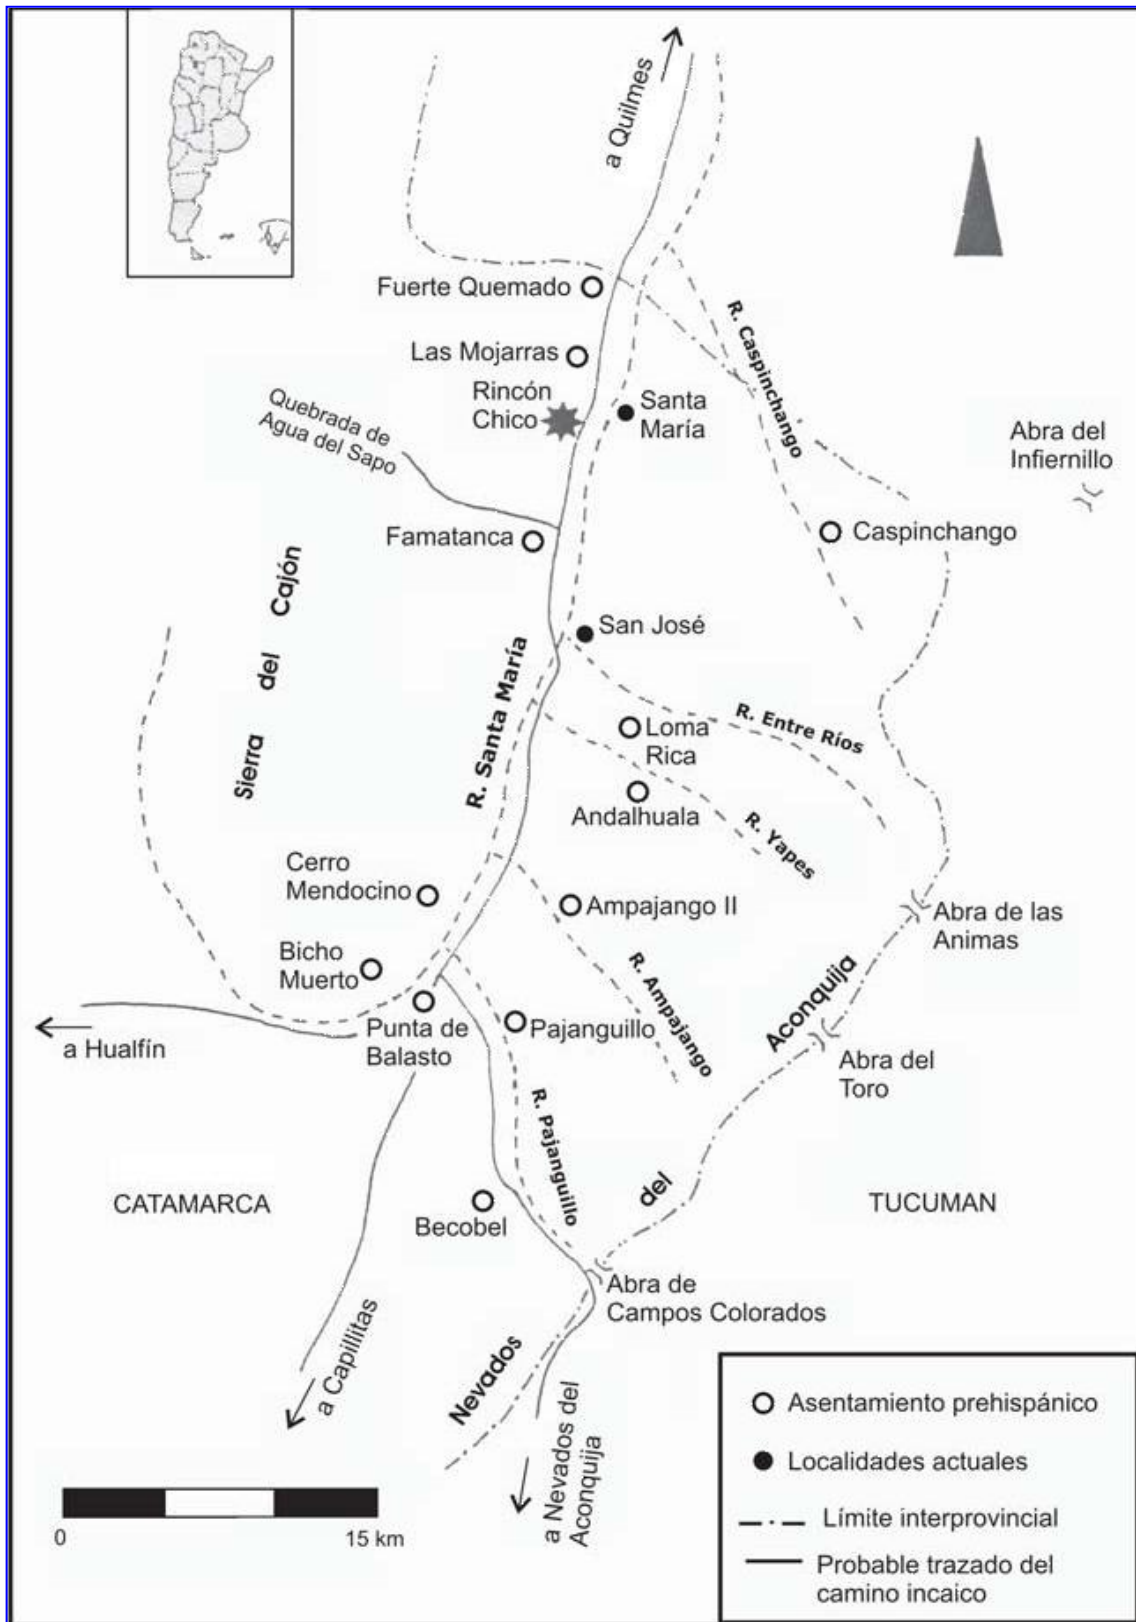 a Quilmes
Fuerte Quemado
Las Mojarras
Rincón
Chico
Santa
María
R. Caspinchango
Quebrada de
Agua del Sapo
Abra del
Infiernillo
Famatanca
Caspinchango
Sierra del Cajón
San José
R. Santa María
Loma
Rica
R. Entre Ríos
Andalhuala
R. Yapes
Cerro
Mendocino
Ampajango II
Abra de las
Animas
Bicho
Muerto
R. Ampajango
Punta de
Balasto
Pajanguillo
a Hualfín
Abra del
Toro
R. Pajanguillo
CATAMARCA
TUCUMAN
Becobel
Nevados del Aconquija
Abra de
Campos Colorados
a Capillitas
a Nevados del
Aconquija
0 15 km
Asentamiento prehispánico
Localidades actuales
Límite interprovincial
Probable trazado del
camino incaico